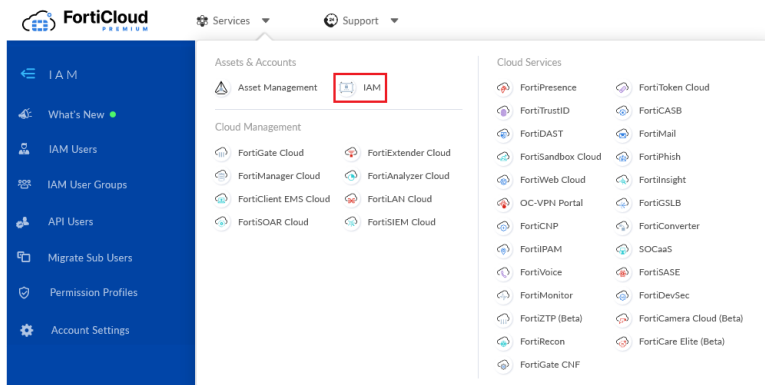 FortiCloud
PREMIUM
Services
Support
IAM
What's New
IAM Users
IAM User Groups
API Users
Migrate Sub Users
Permission Profiles
Account Settings
Assets & Accounts
Asset Management
IAM
Cloud Management
FortiGate Cloud
FortiExtender Cloud
FortiManager Cloud
FortiAnalyzer Cloud
FortiClient EMS Cloud
FortiLAN Cloud
FortiSOAR Cloud
FortiSIEM Cloud
Cloud Services
FortiPresence
FortiToken Cloud
FortiTrustID
FortiCASB
FortiDAST
FortiMail
FortiSandbox Cloud
FortiPhish
FortiWeb Cloud
FortiInsight
OC-VPN Portal
FortiGSLB
FortiCNP
FortiConverter
FortiIPAM
SOCaaS
FortiVoice
FortiSASE
FortiMonitor
FortiDevSec
FortiZTP (Beta)
FortiCamera Cloud (Beta)
FortiRecon
FortiCare Elite (Beta)
FortiGate CNF